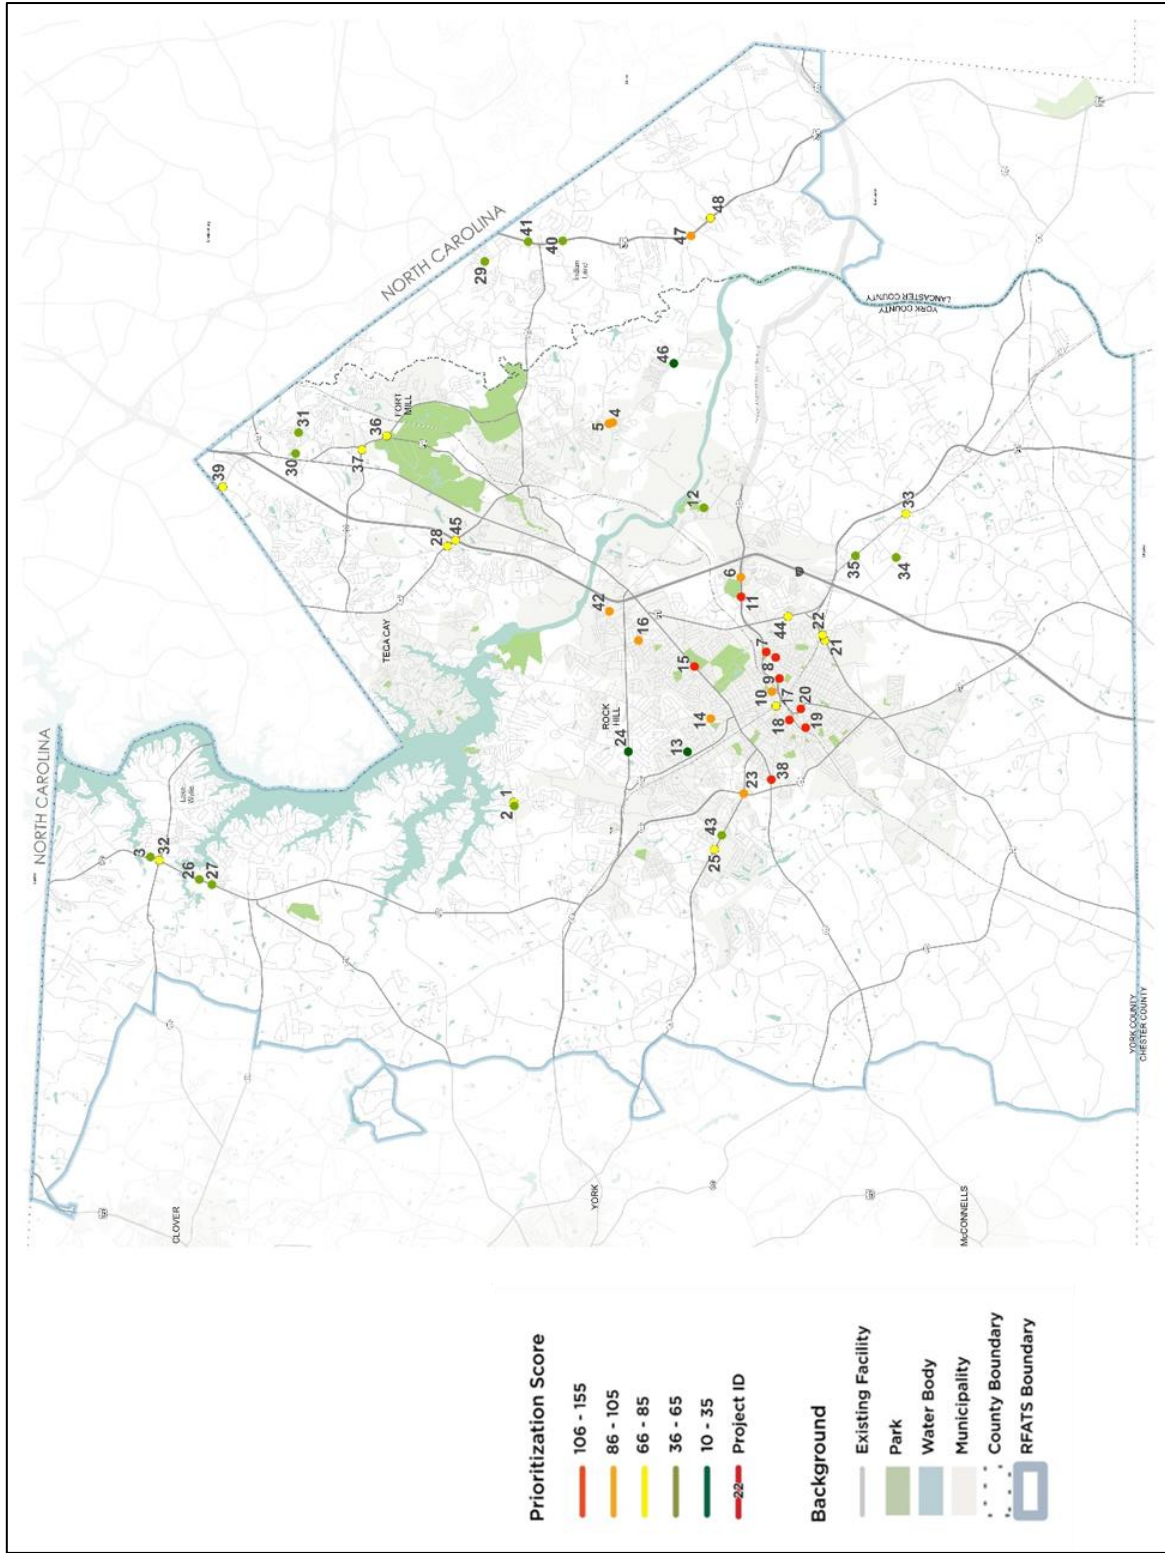 NORTH CAROLINA
NORTH CAROLINA
Lake
Wylie
CLOVER
YORK
McCONNELLS
TEGA CAY
FORT
MILL
ROCK
HILL
Indian
Land
YORK COUNTY
LANCASTER COUNTY
YORK COUNTY
CHESTER COUNTY
1
2
3
4
5
6
7
8
9
10
11
12
13
14
15
16
17
18
19
20
21
22
23
24
25
26
27
28
29
30
31
32
33
34
35
36
37
38
39
40
41
42
43
44
45
46
47
48
Prioritization Score
106 - 155
86 - 105
66 - 85
36 - 65
10 - 35
22 Project ID
Background
Existing Facility
Park
Water Body
Municipality
County Boundary
RFATS Boundary